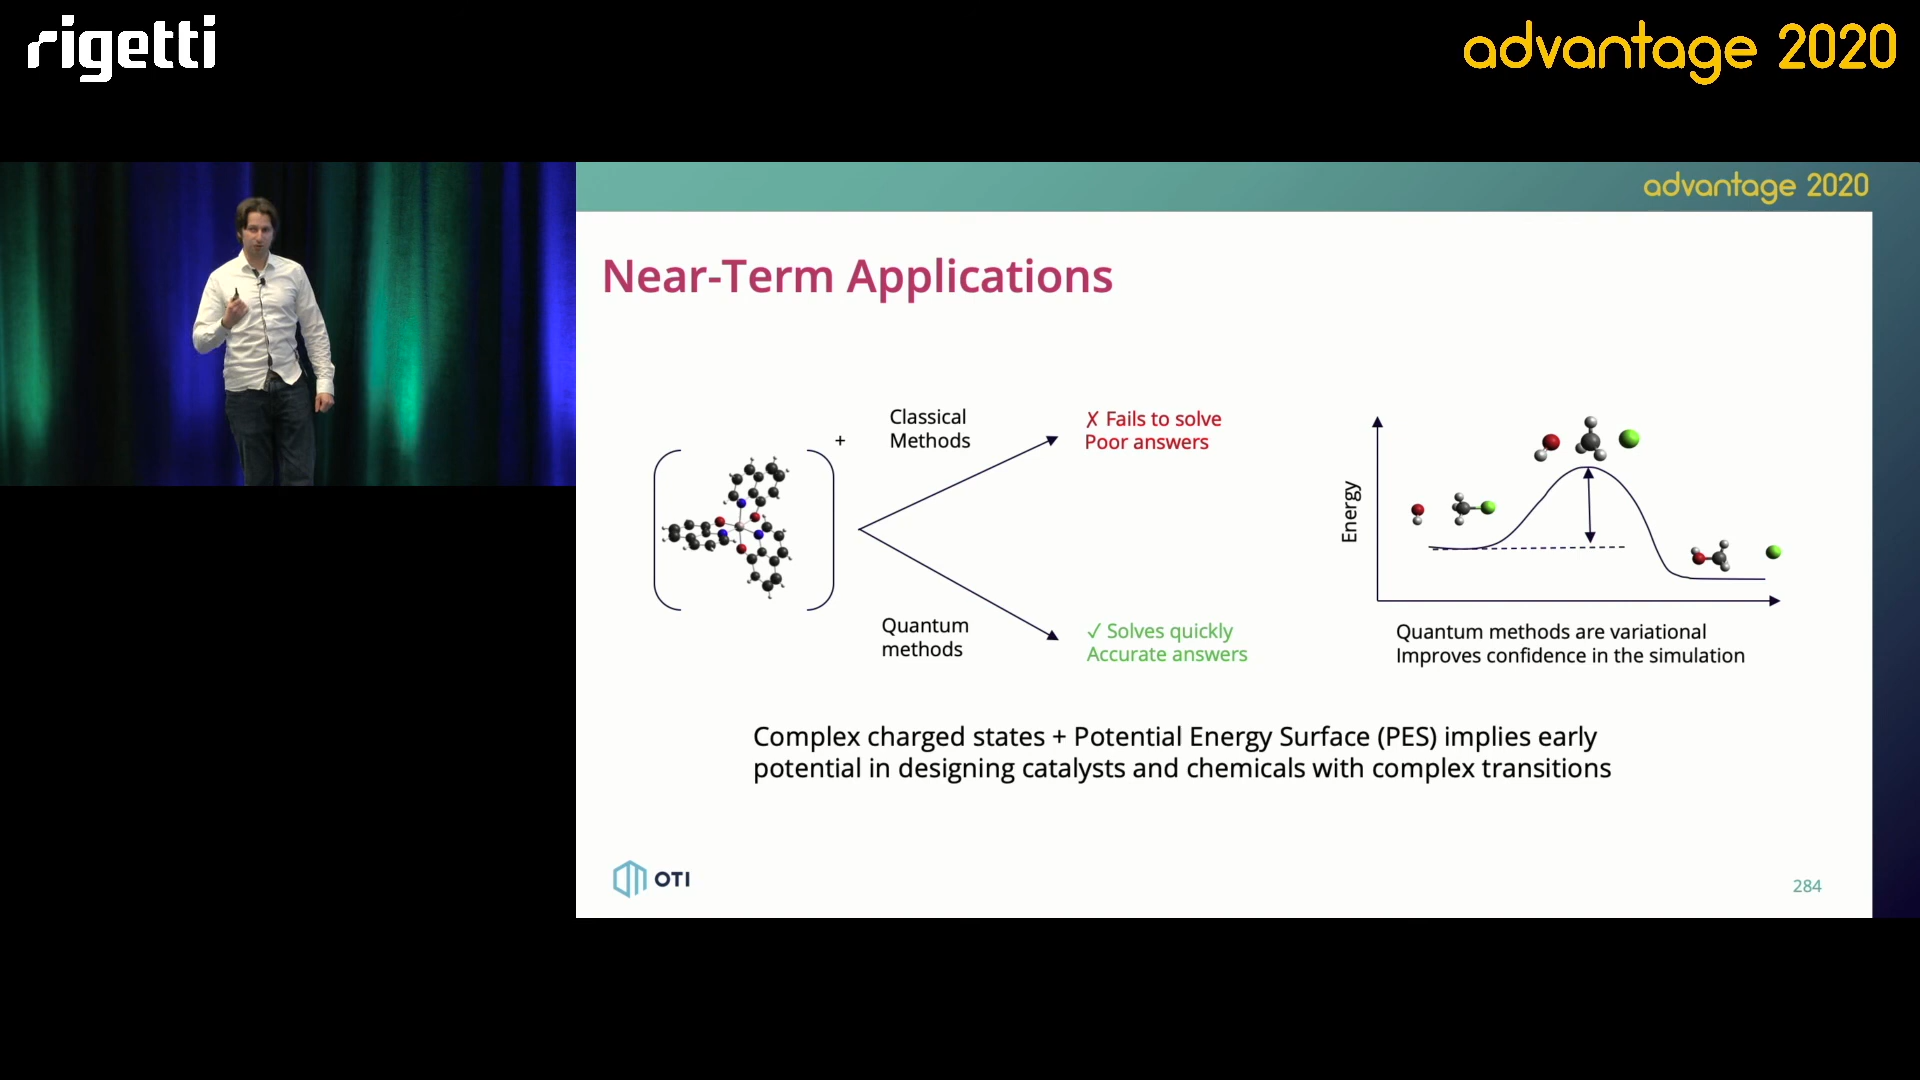 rigetti
advantage 2020
advantage 2020
Near-Term Applications
+
Classical
Methods
✗ Fails to solve
Poor answers
Quantum
methods
✓ Solves quickly
Accurate answers
Energy
Quantum methods are variational
Improves confidence in the simulation
Complex charged states + Potential Energy Surface (PES) implies early
potential in designing catalysts and chemicals with complex transitions
OTI
284